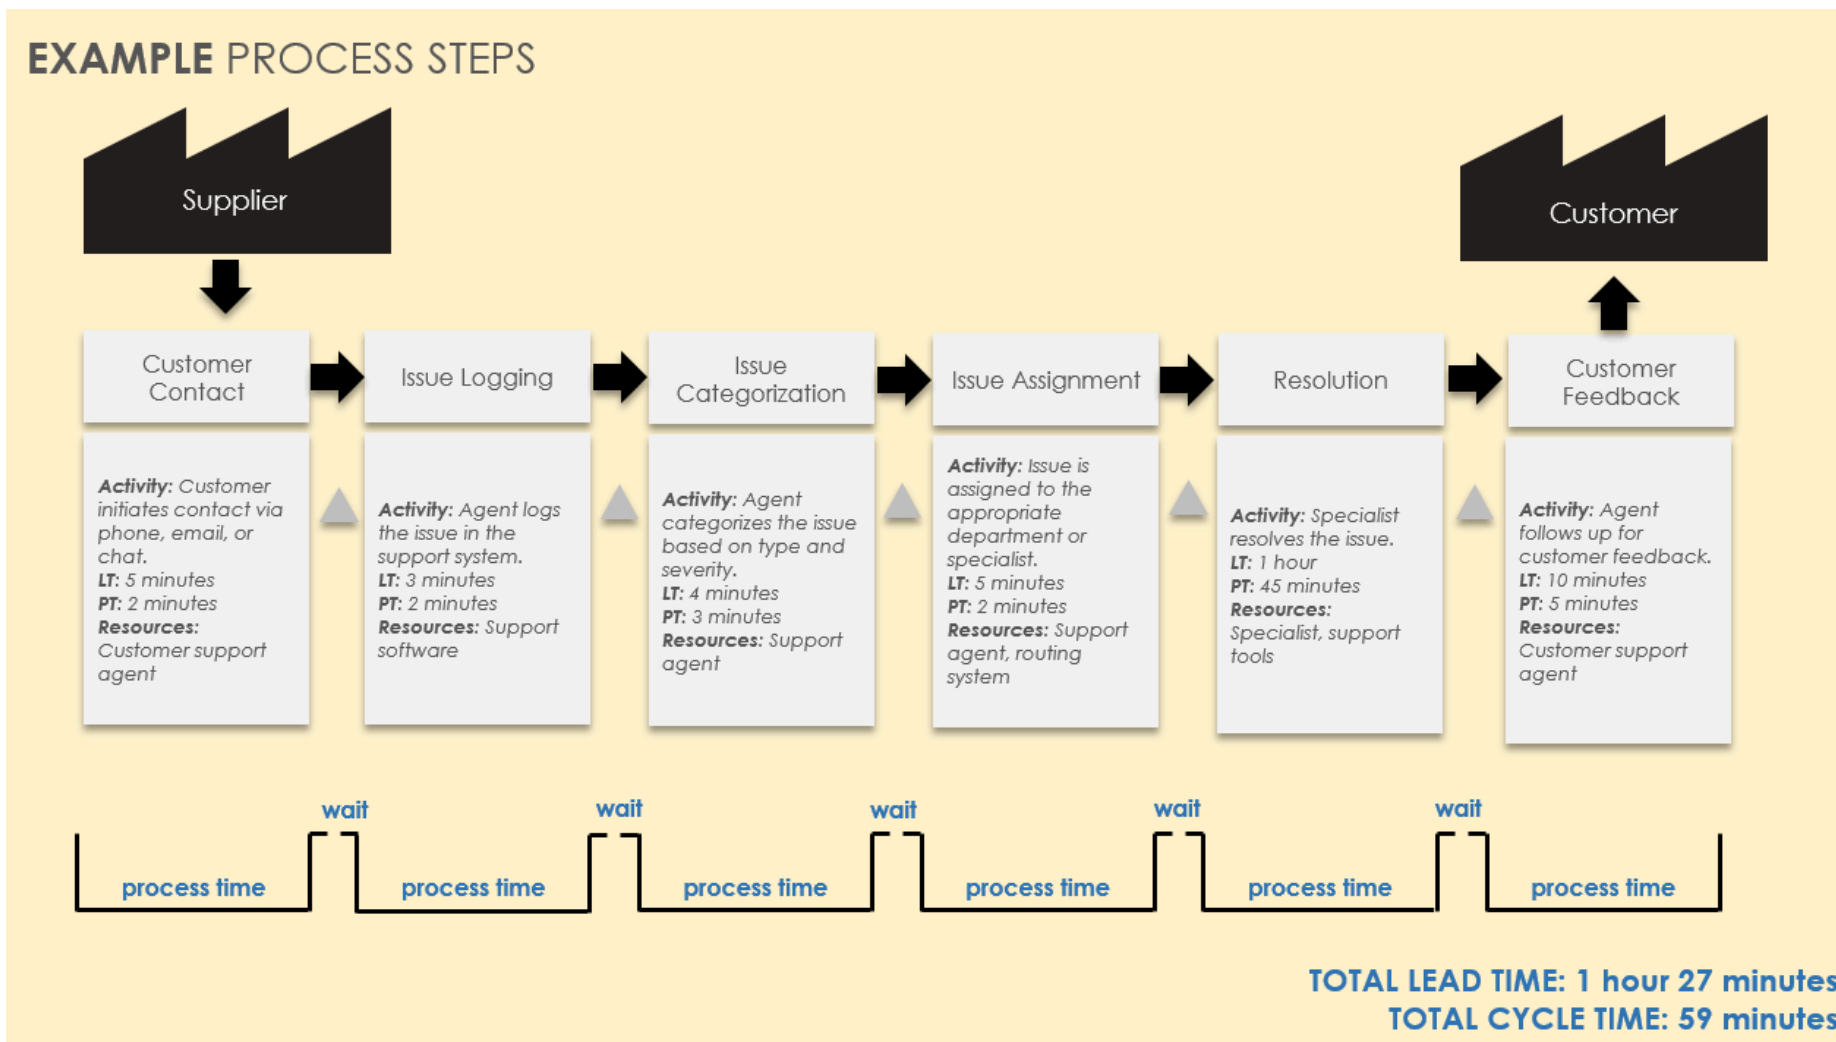 EXAMPLE PROCESS STEPS
Supplier
Customer
Customer
Contact
Issue Logging
Issue
Categorization
Issue Assignment
Resolution
Customer
Feedback
Activity: Customer
initiates contact via
phone, email, or
chat.
LT: 5 minutes
PT: 2 minutes
Resources:
Customer support
agent
Activity: Agent logs
the issue in the
support system.
LT: 3 minutes
PT: 2 minutes
Resources: Support
software
Activity: Agent
categorizes the issue
based on type and
severity.
LT: 4 minutes
PT: 3 minutes
Resources: Support
agent
Activity: Issue is
assigned to the
appropriate
department or
specialist.
LT: 5 minutes
PT: 2 minutes
Resources: Support
agent, routing
system
Activity: Specialist
resolves the issue.
LT: 1 hour
PT: 45 minutes
Resources:
Specialist, support
tools
Activity: Agent
follows up for
customer feedback.
LT: 10 minutes
PT: 5 minutes
Resources:
Customer support
agent
wait
wait
wait
wait
wait
process time
process time
process time
process time
process time
process time
TOTAL LEAD TIME: 1 hour 27 minutes
TOTAL CYCLE TIME: 59 minutes